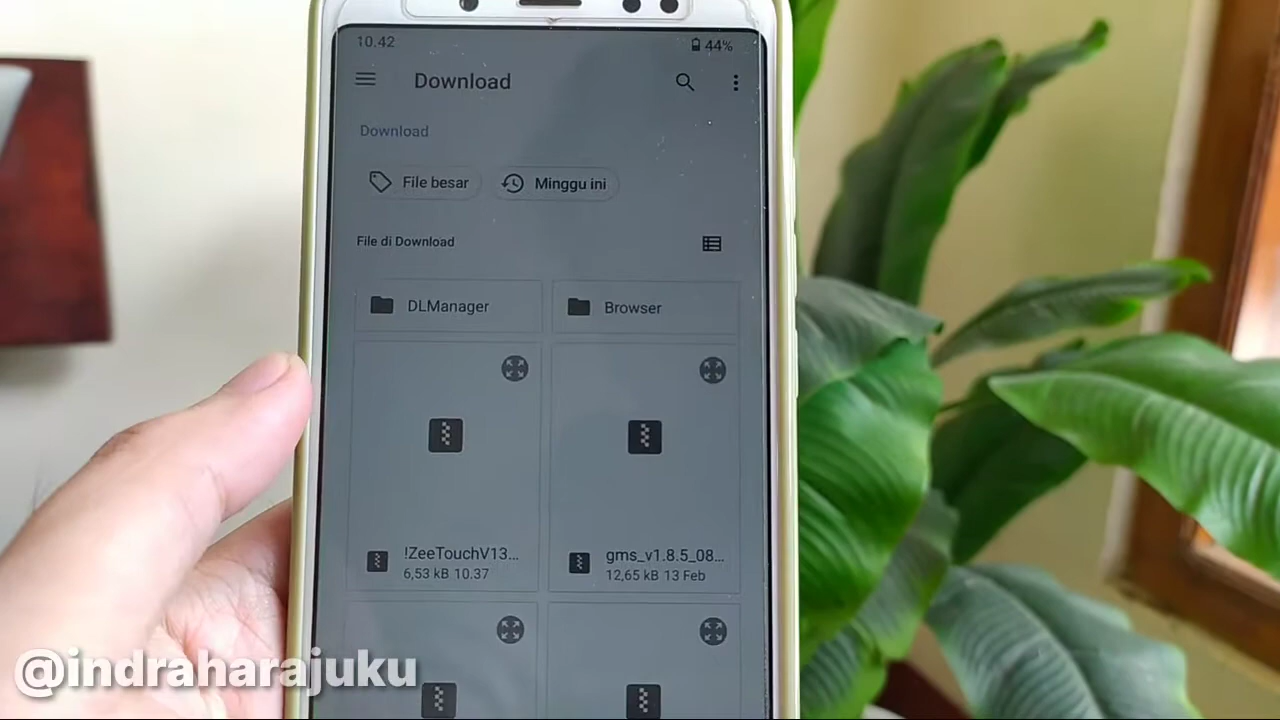 10.42
44%
Download
Download
File besar
Minggu ini
File di Download
DLManager
Browser
!ZeeTouchV13...
6,53 kB 10.37
gms_v1.8.5_08...
12,65 kB 13 Feb
@indraharajuku